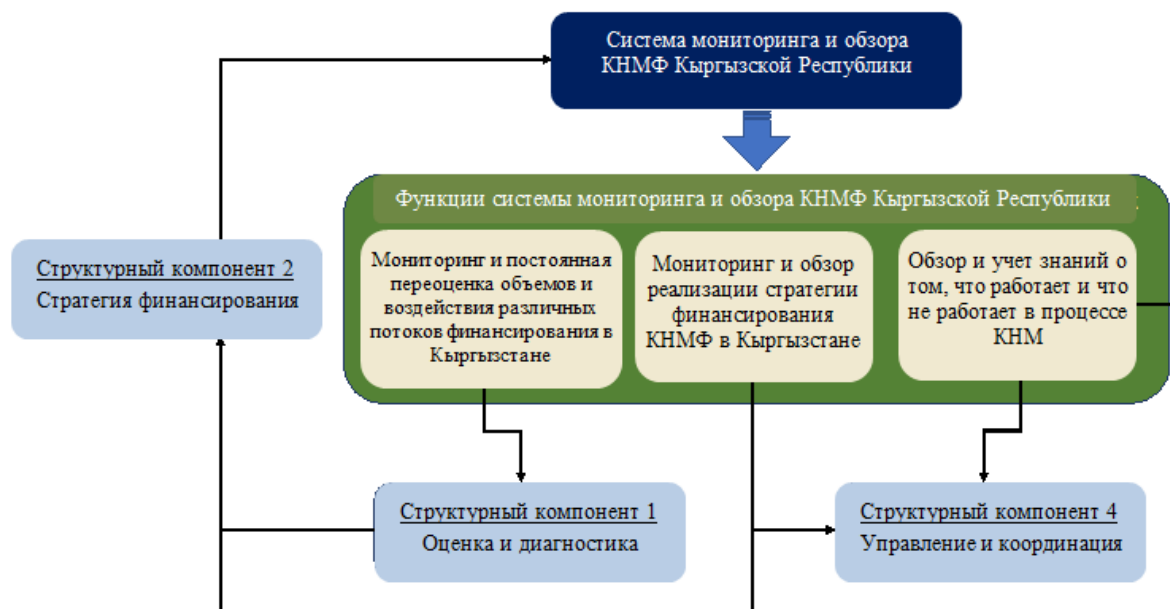 Система мониторинга и обзора
КНМФ Кыргызской Республики
Функции системы мониторинга и обзора КНМФ Кыргызской Республики
Структурный компонент 2
Стратегия финансирования
Мониторинг и постоянная
переоценка объемов и
воздействия различных
потоков финансирования в
Кыргызстане
Мониторинг и обзор
реализации стратегии
финансирования
КНМФ в Кыргызстане
Обзор и учет знаний о
том, что работает и что
не работает в процессе
КНМ
Структурный компонент 1
Оценка и диагностика
Структурный компонент 4
Управление и координация